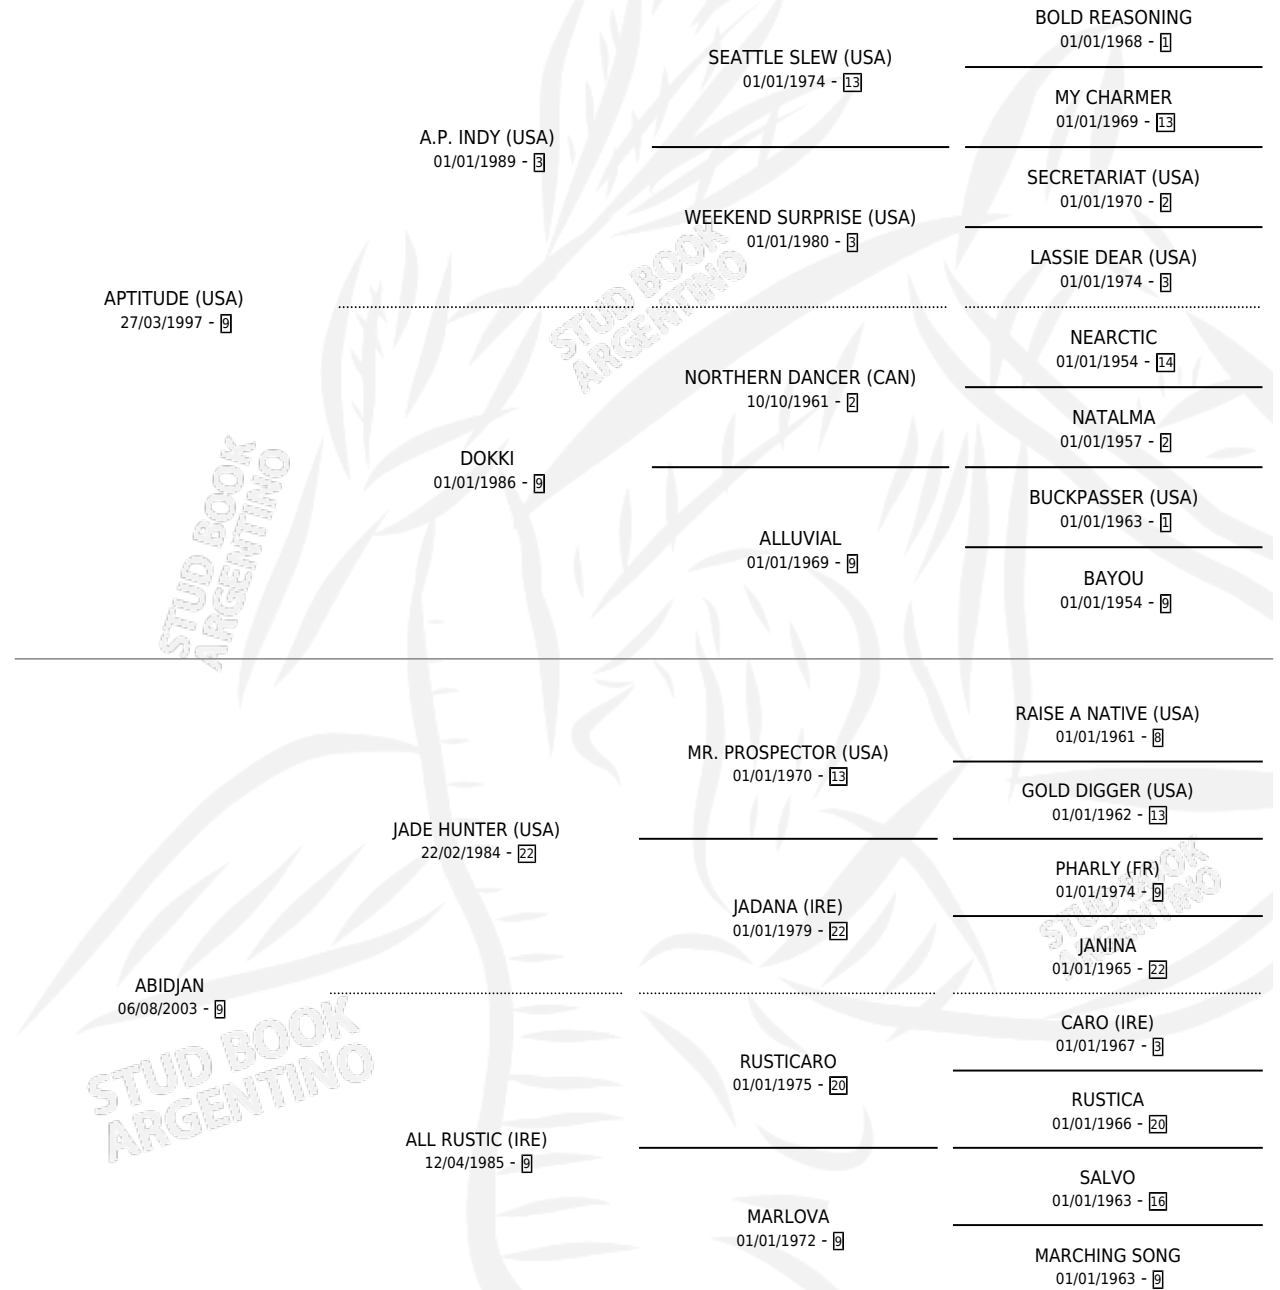 BOLD REASONING
01/01/1968 - 1
SEATTLE SLEW (USA)
01/01/1974 - 13
MY CHARMER
01/01/1969 - 13
A.P. INDY (USA)
01/01/1989 - 3
SECRETARIAT (USA)
01/01/1970 - 2
WEEKEND SURPRISE (USA)
01/01/1980 - 3
LASSIE DEAR (USA)
01/01/1974 - 3
APTITUDE (USA)
27/03/1997 - 9
NEARCTIC
01/01/1954 - 14
NORTHERN DANCER (CAN)
10/10/1961 - 2
NATALMA
01/01/1957 - 2
DOKKI
01/01/1986 - 9
BUCKPASSER (USA)
01/01/1963 - 1
ALLUVIAL
01/01/1969 - 9
BAYOU
01/01/1954 - 9
RAISE A NATIVE (USA)
01/01/1961 - 8
MR. PROSPECTOR (USA)
01/01/1970 - 13
GOLD DIGGER (USA)
01/01/1962 - 13
JADE HUNTER (USA)
22/02/1984 - 22
PHARLY (FR)
01/01/1974 - 9
JADANA (IRE)
01/01/1979 - 22
JANINA
01/01/1965 - 22
ABIDJAN
06/08/2003 - 9
CARO (IRE)
01/01/1967 - 3
RUSTICARO
01/01/1975 - 20
RUSTICA
01/01/1966 - 20
ALL RUSTIC (IRE)
12/04/1985 - 9
SALVO
01/01/1963 - 16
MARLOVA
01/01/1972 - 9
MARCHING SONG
01/01/1963 - 9
STUD BOOK
ARGENTINO
STUD BOOK
ARGENTINO
STUD BOOK
ARGENTINO
STUD BOOK
ARGENTINO